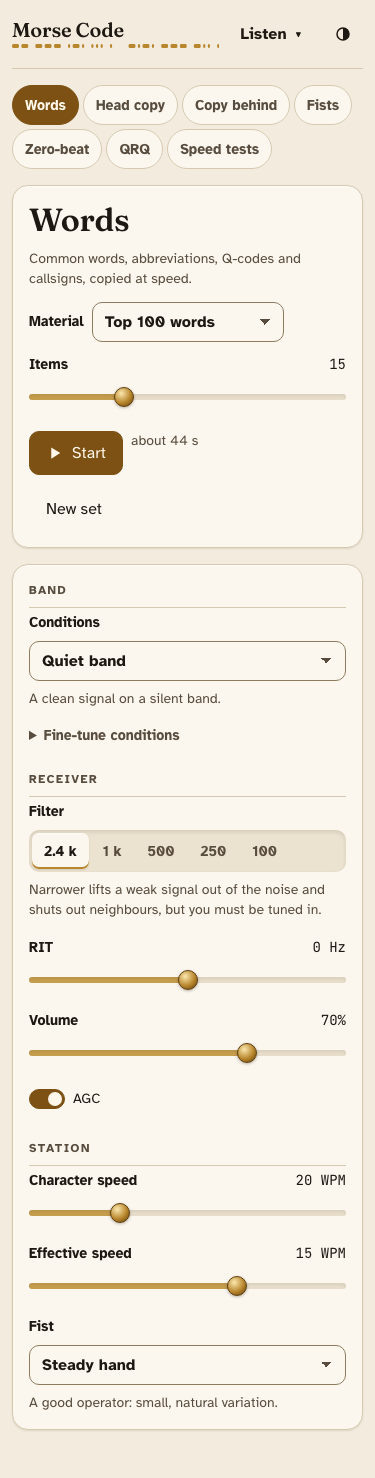 Morse Code
Listen ▾
Words
Head copy
Copy behind
Fists
Zero-beat
QRQ
Speed tests
Words
Common words, abbreviations, Q-codes and
callsigns, copied at speed.
Material
Top 100 words
Items
15
Start
about 44 s
New set
BAND
Conditions
Quiet band
A clean signal on a silent band.
Fine-tune conditions
RECEIVER
Filter
2.4 k
1 k
500
250
100
Narrower lifts a weak signal out of the noise and
shuts out neighbours, but you must be tuned in.
RIT
0 Hz
Volume
70%
AGC
STATION
Character speed
20 WPM
Effective speed
15 WPM
Fist
Steady hand
A good operator: small, natural variation.